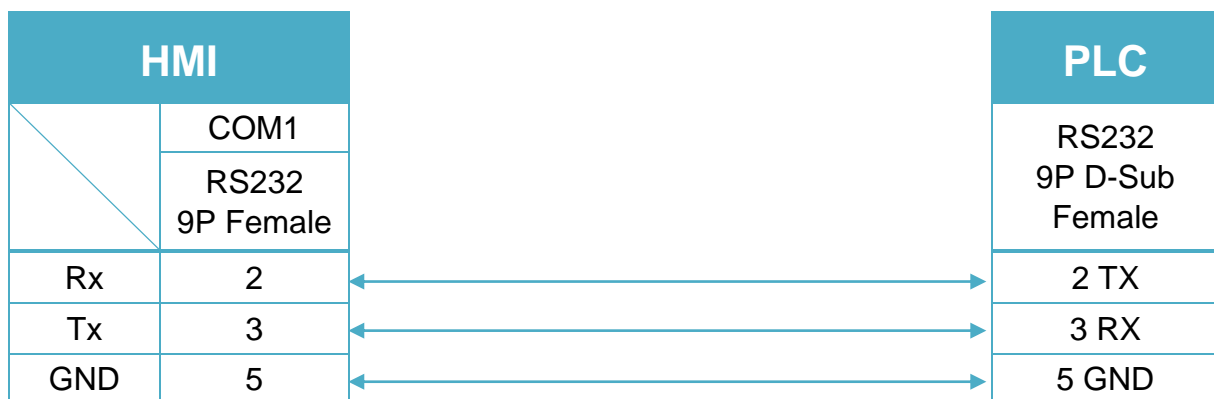 HMI
PLC
COM1
RS232
9P Female
RS232
9P D-Sub
Female
Rx 2 2 TX
Tx 3 3 RX
GND 5 5 GND